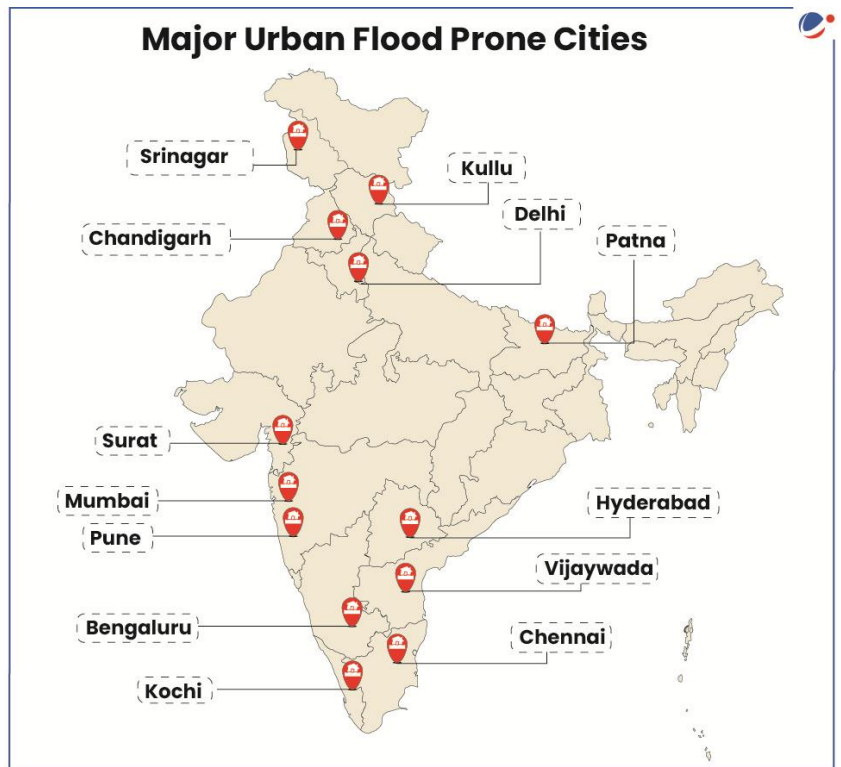 Major Urban Flood Prone Cities
Srinagar
Kullu
Delhi
Chandigarh
Patna
Surat
Mumbai
Hyderabad
Pune
Vijaywada
Bengaluru
Chennai
Kochi